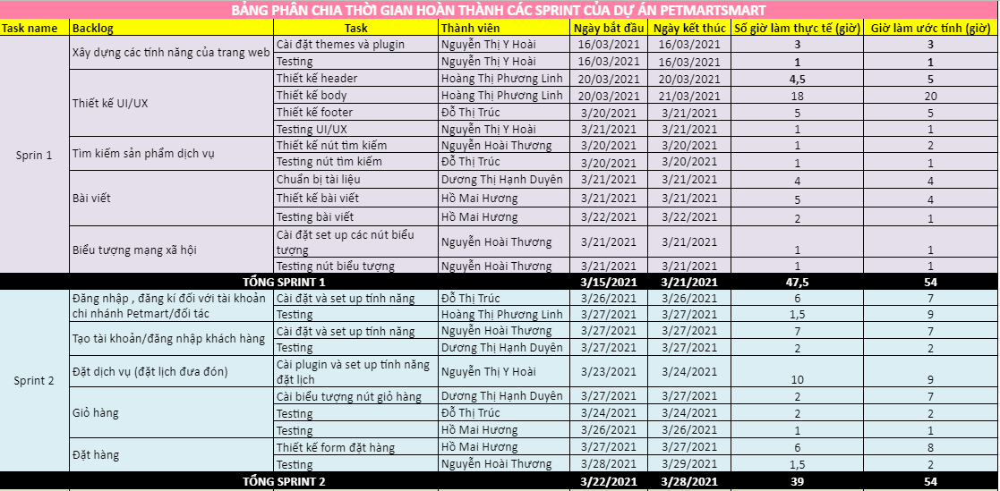 BẢNG PHÂN CHIA THỜI GIAN HOÀN THÀNH CÁC SPRINT CỦA DỰ ÁN PETMARTSMART
Task name Backlog Task Thành viên Ngày bắt đầu Ngày kết thúc Số giờ làm thực tế (giờ) Giờ làm ước tính (giờ)
Sprin 1
Xây dựng các tính năng của trang web
Cài đặt themes và plugin Nguyễn Thị Y Hoài 16/03/2021 16/03/2021 3 3
Testing Nguyễn Thị Y Hoài 16/03/2021 16/03/2021 1 1
Thiết kế UI/UX
Thiết kế header Hoàng Thị Phương Linh 20/03/2021 20/03/2021 4,5 5
Thiết kế body Hoàng Thị Phương Linh 20/03/2021 21/03/2021 18 20
Thiết kế footer Đỗ Thị Trúc 3/20/2021 3/21/2021 5 5
Testing UI/UX Nguyễn Thị Y Hoài 3/21/2021 3/21/2021 1 1
Tìm kiếm sản phẩm dịch vụ
Thiết kế nút tìm kiếm Nguyễn Hoài Thương 3/20/2021 3/20/2021 1 2
Testing nút tìm kiếm Đỗ Thị Trúc 3/20/2021 3/20/2021 1 1
Bài viết
Chuẩn bị tài liệu Dương Thị Hạnh Duyên 3/21/2021 3/21/2021 4 4
Thiết kế bài viết Hồ Mai Hương 3/21/2021 3/21/2021 5 4
Testing bài viết Hồ Mai Hương 3/22/2021 3/22/2021 2 1
Biểu tượng mạng xã hội
Cài đặt set up các nút biểu
tượng Nguyễn Hoài Thương 3/21/2021 3/21/2021 1 1
Testing nút biểu tượng Nguyễn Hoài Thương 3/21/2021 3/21/2021 1 1
TỔNG SPRINT 1 3/15/2021 3/21/2021 47,5 54
Sprint 2
Đăng nhập , đăng kí đối với tài khoản
chi nhánh Petmart/đối tác
Cài đặt và set up tính năng Đỗ Thị Trúc 3/26/2021 3/26/2021 6 7
Testing Hoàng Thị Phương Linh 3/27/2021 3/27/2021 1,5 9
Tạo tài khoản/đăng nhập khách hàng
Cài đặt và set up tính năng Nguyễn Hoài Thương 3/27/2021 3/27/2021 7 7
Testing Dương Thị Hạnh Duyên 3/27/2021 3/27/2021 2 2
Đặt dịch vụ (đặt lịch đưa đón)
Cài plugin và set up tính năng
đặt lịch Nguyễn Thị Y Hoài 3/23/2021 3/24/2021 10 9
Giỏ hàng
Cài biểu tượng nút giỏ hàng Dương Thị Hạnh Duyên 3/27/2021 3/27/2021 2 7
Testing Đỗ Thị Trúc 3/24/2021 3/24/2021 2 2
Testing Hồ Mai Hương 3/26/2021 3/26/2021 1 1
Đặt hàng
Thiết kế form đặt hàng Hồ Mai Hương 3/27/2021 3/27/2021 6 8
Testing Nguyễn Hoài Thương 3/28/2021 3/29/2021 1,5 2
TỔNG SPRINT 2 3/22/2021 3/28/2021 39 54